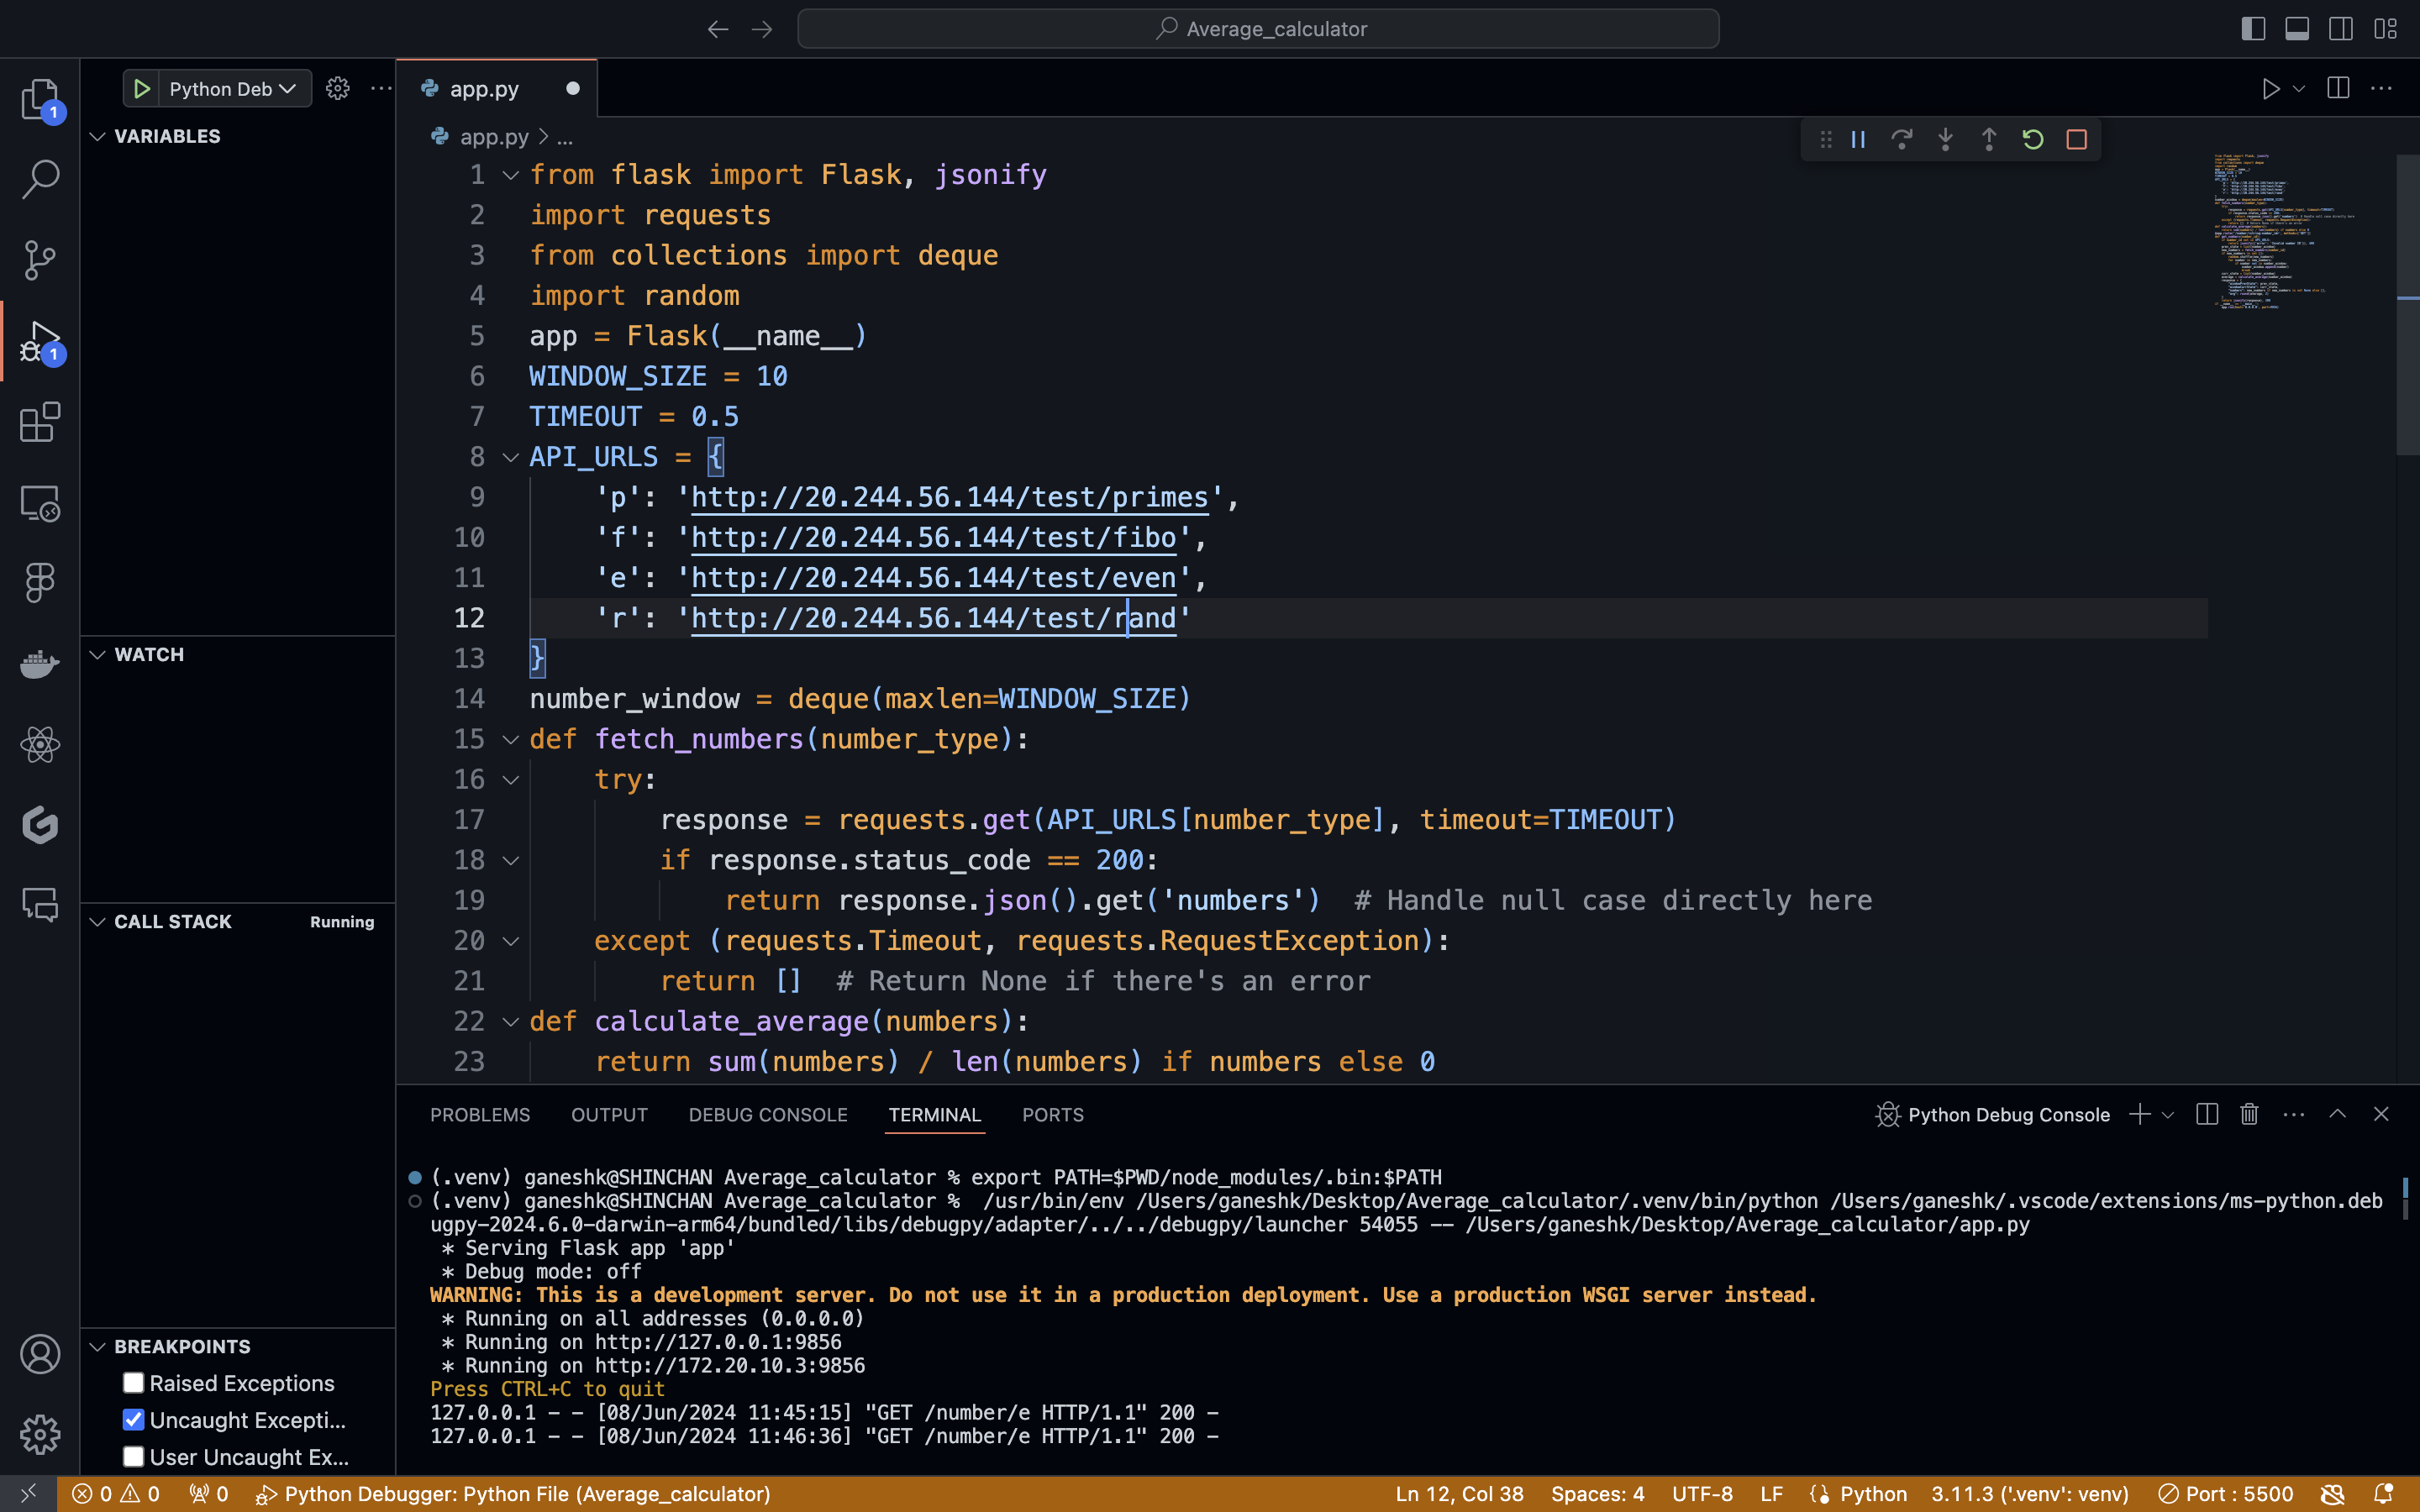 Average_calculator
Python Deb
app.py
1
VARIABLES
app.py > ...
1 from flask import Flask, jsonify
2 import requests
3 from collections import deque
4 import random
5 app = Flask(__name__)
6 WINDOW_SIZE = 10
7 TIMEOUT = 0.5
8 API_URLS = {
9 'p': 'http://20.244.56.144/test/primes',
10 'f': 'http://20.244.56.144/test/fibo',
11 'e': 'http://20.244.56.144/test/even',
12 'r': 'http://20.244.56.144/test/rand'
13 }
14 number_window = deque(maxlen=WINDOW_SIZE)
15 def fetch_numbers(number_type):
16 try:
17 response = requests.get(API_URLS[number_type], timeout=TIMEOUT)
18 if response.status_code == 200:
19 return response.json().get('numbers')  # Handle null case directly here
20 except (requests.Timeout, requests.RequestException):
21 return []  # Return None if there's an error
22 def calculate_average(numbers):
23 return sum(numbers) / len(numbers) if numbers else 0
1
WATCH
CALL STACK Running
BREAKPOINTS
Raised Exceptions
Uncaught Excepti...
User Uncaught Ex...
PROBLEMS OUTPUT DEBUG CONSOLE TERMINAL PORTS Python Debug Console
(.venv) ganeshk@SHINCHAN Average_calculator % export PATH=$PWD/node_modules/.bin:$PATH
(.venv) ganeshk@SHINCHAN Average_calculator %  /usr/bin/env /Users/ganeshk/Desktop/Average_calculator/.venv/bin/python /Users/ganeshk/.vscode/extensions/ms-python.deb
ugpy-2024.6.0-darwin-arm64/bundled/libs/debugpy/adapter/../../debugpy/launcher 54055 -- /Users/ganeshk/Desktop/Average_calculator/app.py
* Serving Flask app 'app'
* Debug mode: off
WARNING: This is a development server. Do not use it in a production deployment. Use a production WSGI server instead.
* Running on all addresses (0.0.0.0)
* Running on http://127.0.0.1:9856
* Running on http://172.20.10.3:9856
Press CTRL+C to quit
127.0.0.1 - - [08/Jun/2024 11:45:15] "GET /number/e HTTP/1.1" 200 -
127.0.0.1 - - [08/Jun/2024 11:46:36] "GET /number/e HTTP/1.1" 200 -
0 0 0 Python Debugger: Python File (Average_calculator) Ln 12, Col 38 Spaces: 4 UTF-8 LF Python 3.11.3 ('.venv': venv) Port : 5500